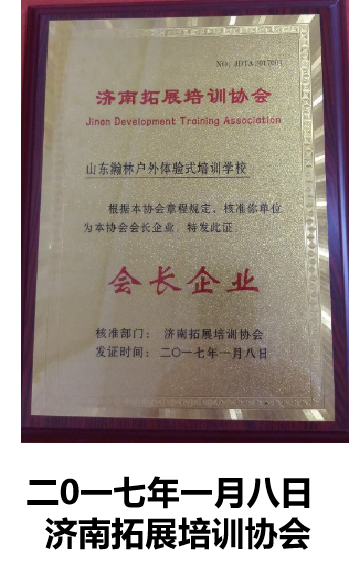 NO: JDTA2017001
济南拓展培训协会
Jinan Development Training Association
山东瀚林户外体验式培训学校
根据本协会章程规定，核准你单位
为本协会会长企业，特发此证。
会长企业
核准部门： 济南拓展培训协会
发证时间：二〇一七年一月八日
二0一七年一月八日
济南拓展培训协会